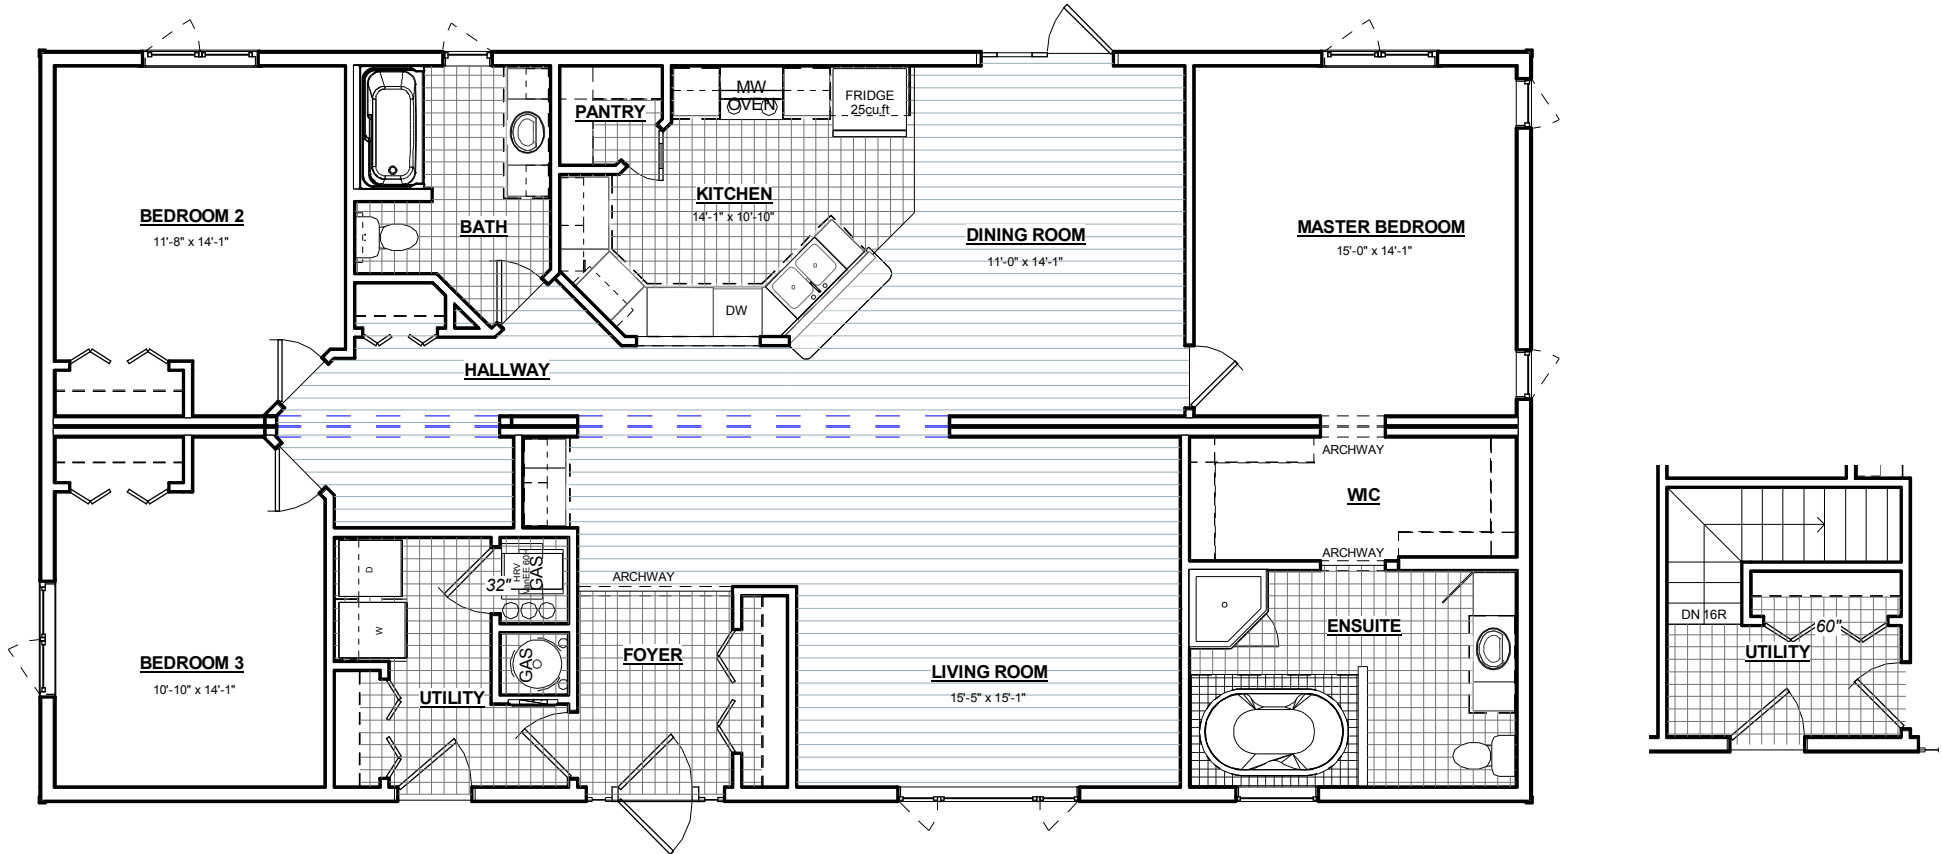 MW
OVEN
FRIDGE
25cu.ft
PANTRY
KITCHEN
14'-1" x 10'-10"
BEDROOM 2
11'-8" x 14'-1"
BATH
DINING ROOM
11'-0" x 14'-1"
MASTER BEDROOM
15'-0" x 14'-1"
DW
HALLWAY
ARCHWAY
WIC
ARCHWAY
D
W
32"
HRV
VanEE 60
GAS
GAS
ARCHWAY
BEDROOM 3
10'-10" x 14'-1"
UTILITY
FOYER
LIVING ROOM
15'-5" x 15'-1"
ENSUITE
DN 16R
60"
UTILITY